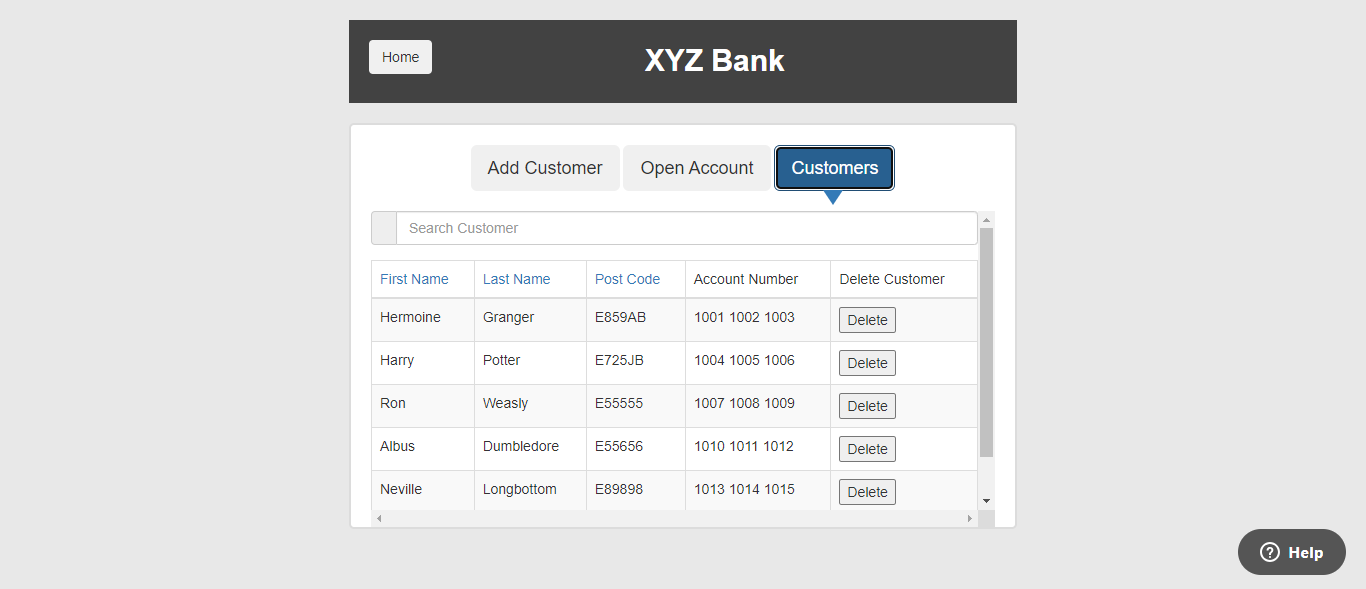 Home
XYZ Bank
Add Customer Open Account Customers
Search Customer
First Name Last Name Post Code Account Number Delete Customer
Hermoine Granger E859AB 1001 1002 1003 Delete
Harry Potter E725JB 1004 1005 1006 Delete
Ron Weasly E55555 1007 1008 1009 Delete
Albus Dumbledore E55656 1010 1011 1012 Delete
Neville Longbottom E89898 1013 1014 1015 Delete
? Help